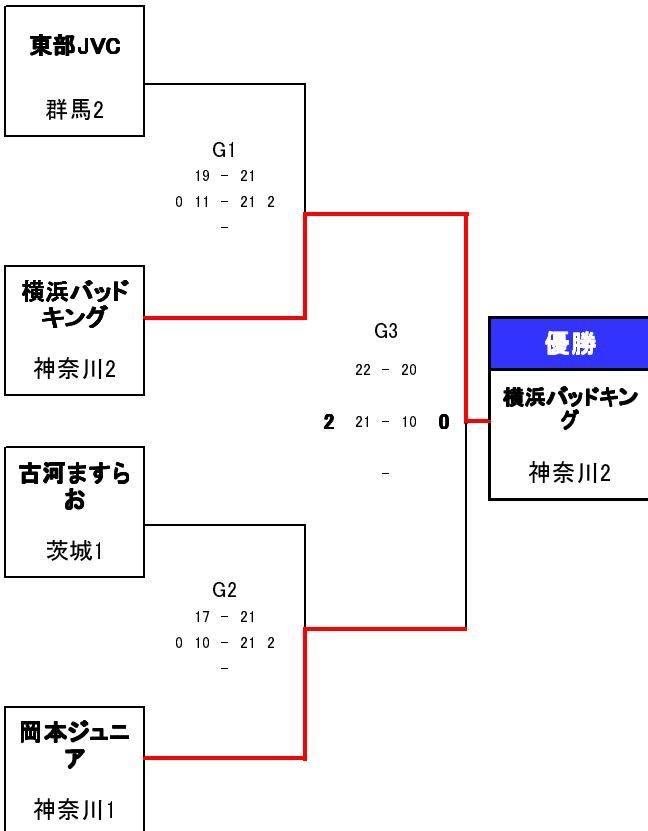 東部JVC
群馬2
G1
19 - 21
0 11 - 21 2
-
横浜バッド
キング
神奈川2
G3
22 - 20
2 21 - 10 0
-
優勝
横浜バッドキン
グ
神奈川2
古河ますら
お
茨城1
G2
17 - 21
0 10 - 21 2
-
岡本ジュニ
ア
神奈川1